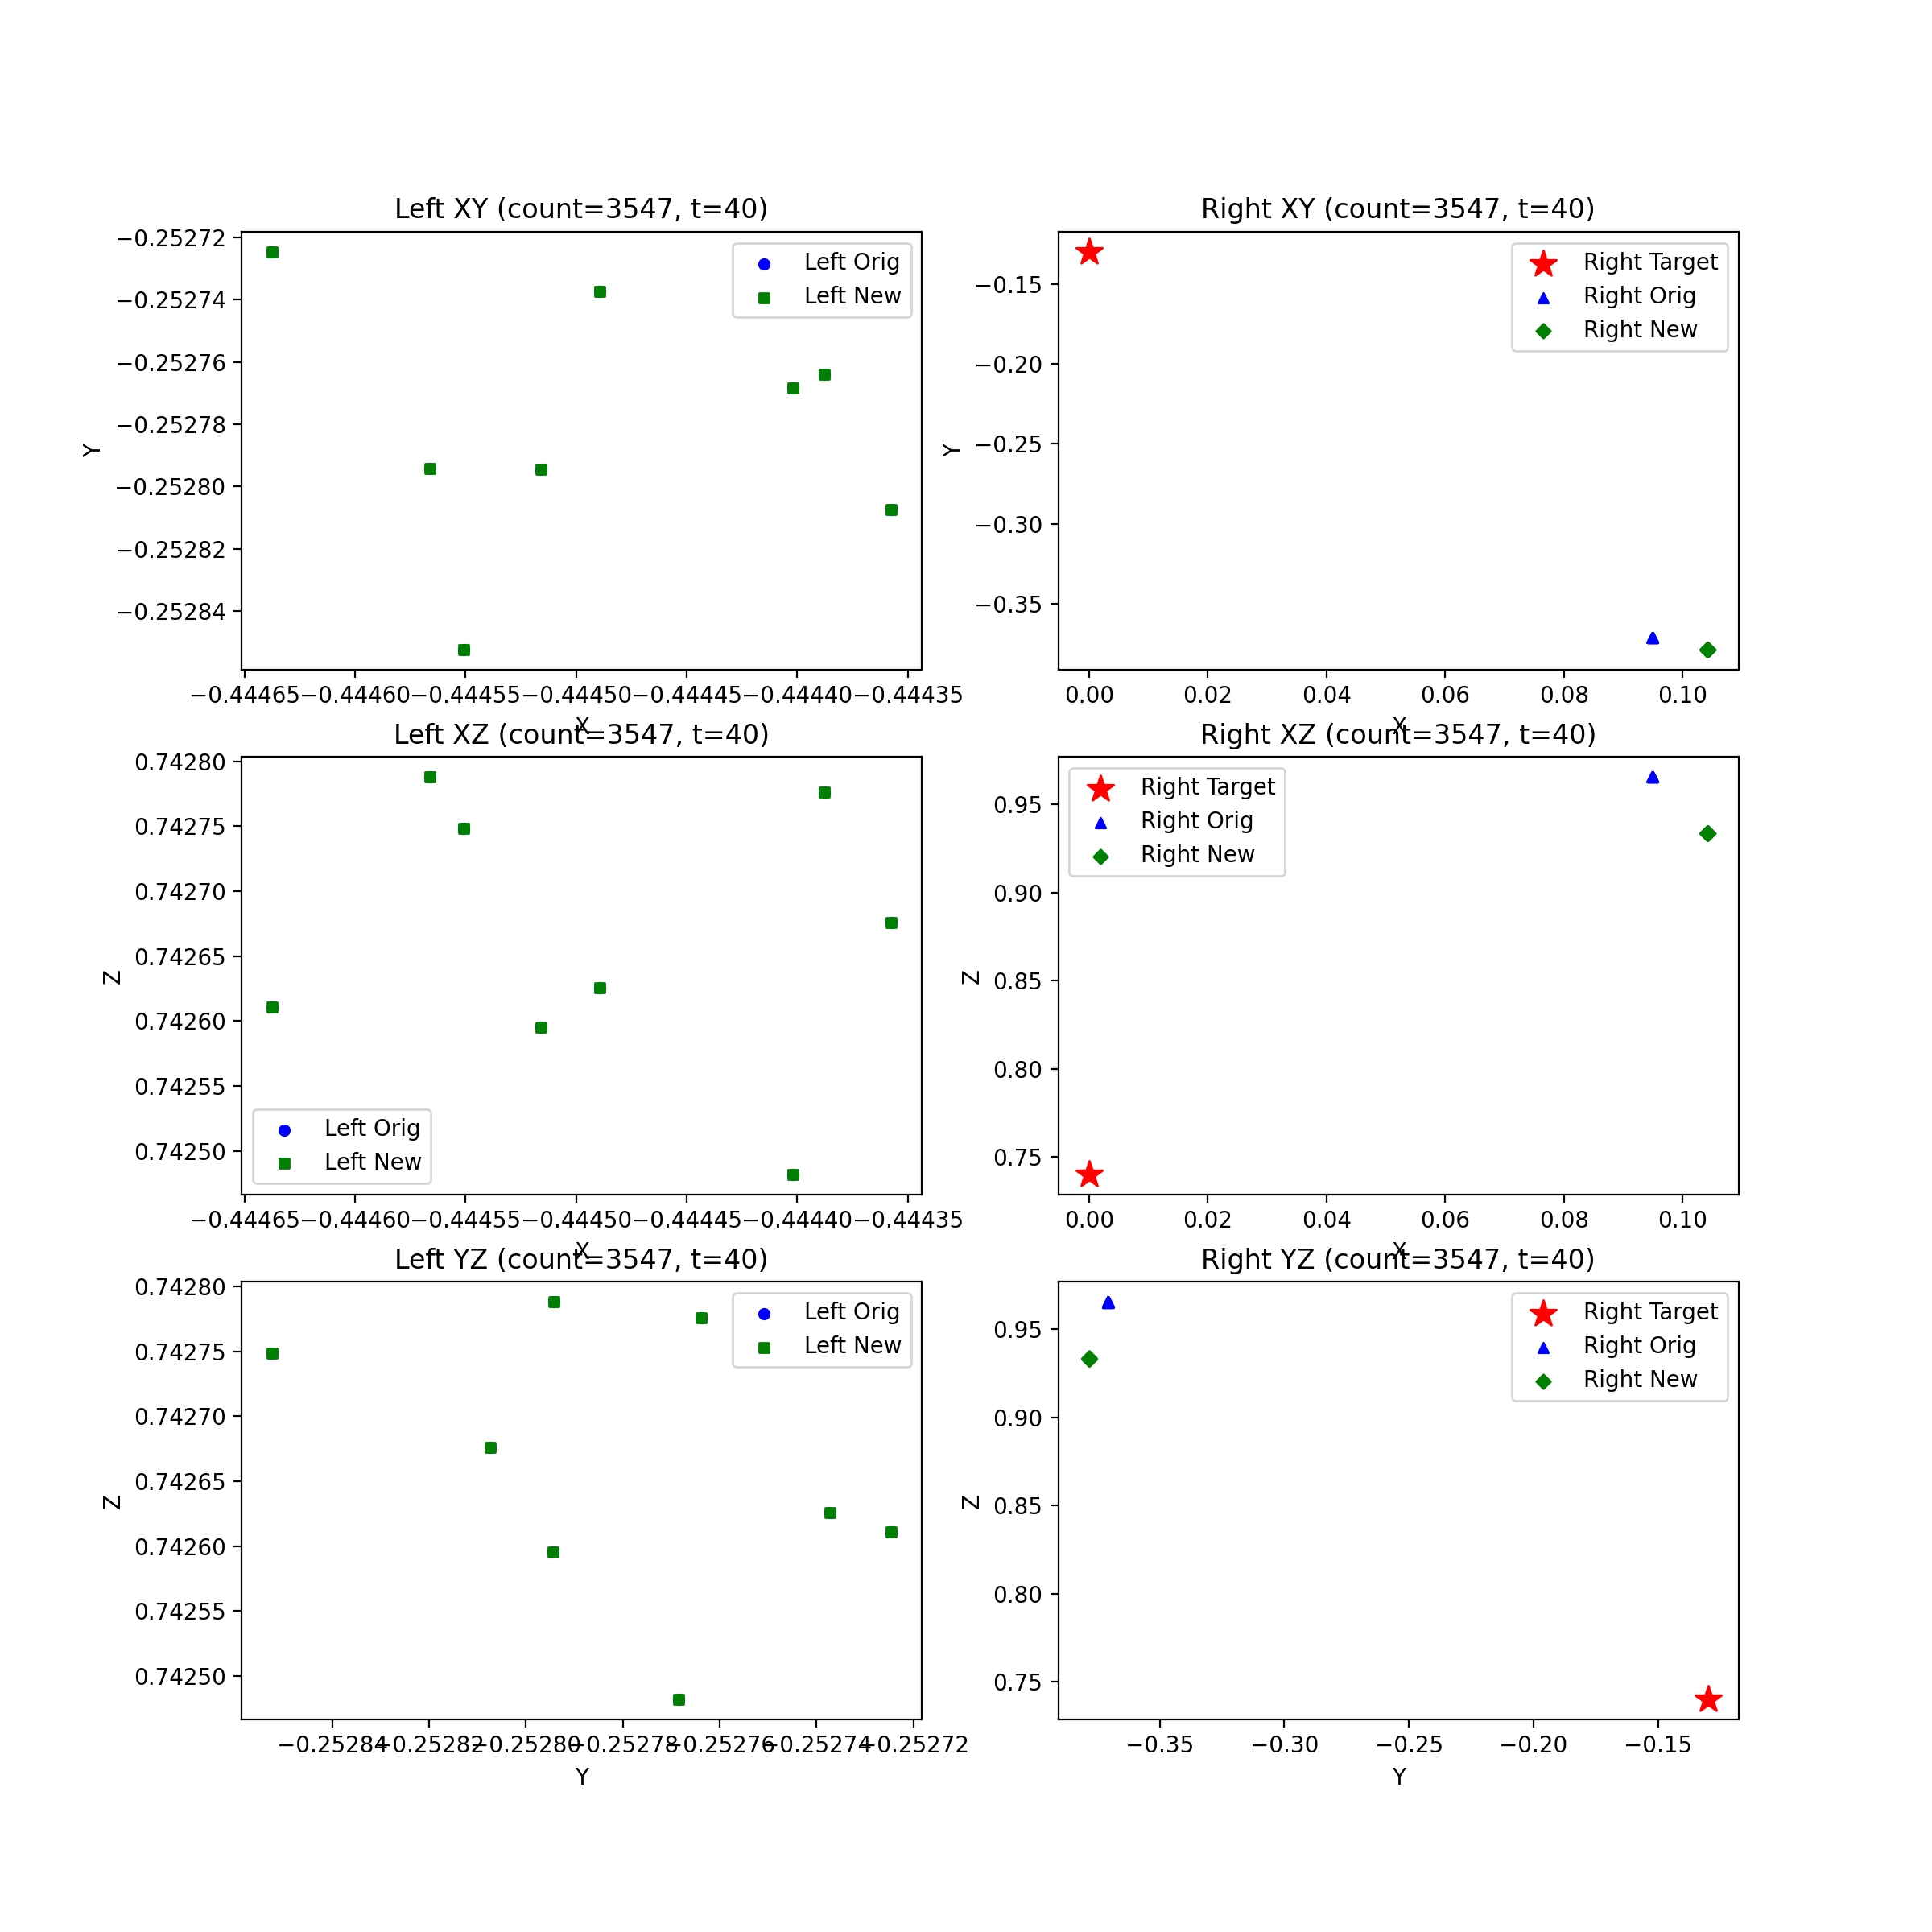 Left XY (count=3547, t=40)
Y
−0.25272
−0.25274
−0.25276
−0.25278
−0.25280
−0.25282
−0.25284
Left Orig
Left New
−0.44465 −0.44460 −0.44455 −0.44450 −0.44445 −0.44440 −0.44435
X
Right XY (count=3547, t=40)
Y
−0.15
−0.20
−0.25
−0.30
−0.35
Right Target
Right Orig
Right New
0.00 0.02 0.04 0.06 0.08 0.10
X
Left XZ (count=3547, t=40)
Z
0.74280
0.74275
0.74270
0.74265
0.74260
0.74255
0.74250
Left Orig
Left New
−0.44465 −0.44460 −0.44455 −0.44450 −0.44445 −0.44440 −0.44435
X
Right XZ (count=3547, t=40)
Z
0.95
0.90
0.85
0.80
0.75
Right Target
Right Orig
Right New
0.00 0.02 0.04 0.06 0.08 0.10
X
Left YZ (count=3547, t=40)
Z
0.74280
0.74275
0.74270
0.74265
0.74260
0.74255
0.74250
Left Orig
Left New
−0.25284 −0.25282 −0.25280 −0.25278 −0.25276 −0.25274 −0.25272
Y
Right YZ (count=3547, t=40)
Z
0.95
0.90
0.85
0.80
0.75
Right Target
Right Orig
Right New
−0.35 −0.30 −0.25 −0.20 −0.15
Y